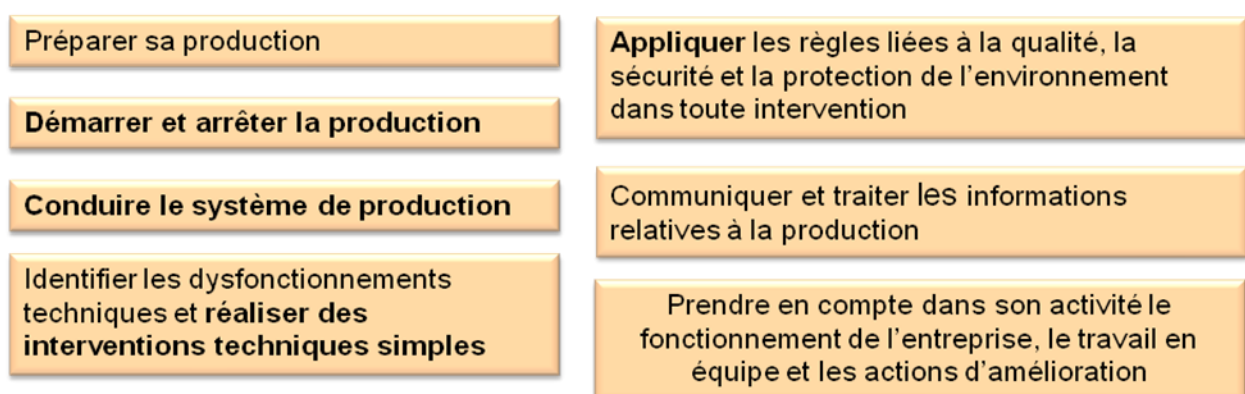 Préparer sa production
Démarrer et arrêter la production
Conduire le système de production
Identifier les dysfonctionnements
techniques et réaliser des
interventions techniques simples
Appliquer les règles liées à la qualité, la
sécurité et la protection de l'environnement
dans toute intervention
Communiquer et traiter les informations
relatives à la production
Prendre en compte dans son activité le
fonctionnement de l'entreprise, le travail en
équipe et les actions d'amélioration